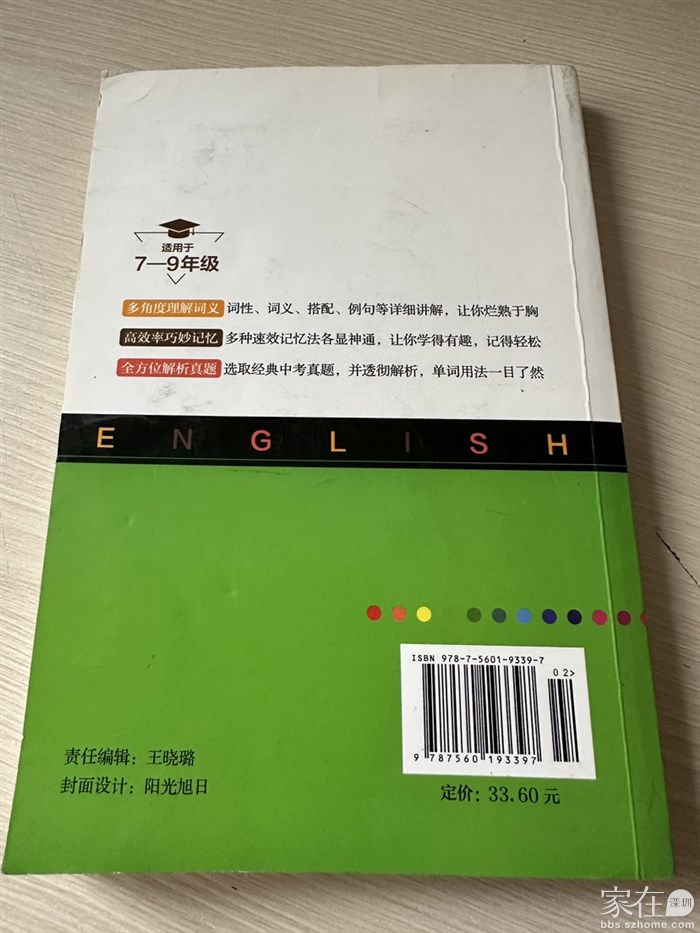 适用于
7—9年级
多角度理解词义 词性、词义、搭配、例句等详细讲解，让你烂熟于胸
高效率巧妙记忆 多种速效记忆法各显神通，让你学得有趣，记得轻松
全方位解析真题 选取经典中考真题，并透彻解析，单词用法一目了然
ENGLISH
ISBN 978-7-5601-9339-7
02>
9 787560 193397
定价：33.60元
责任编辑：王晓璐
封面设计：阳光旭日
家在深圳
bbs.szhome.com